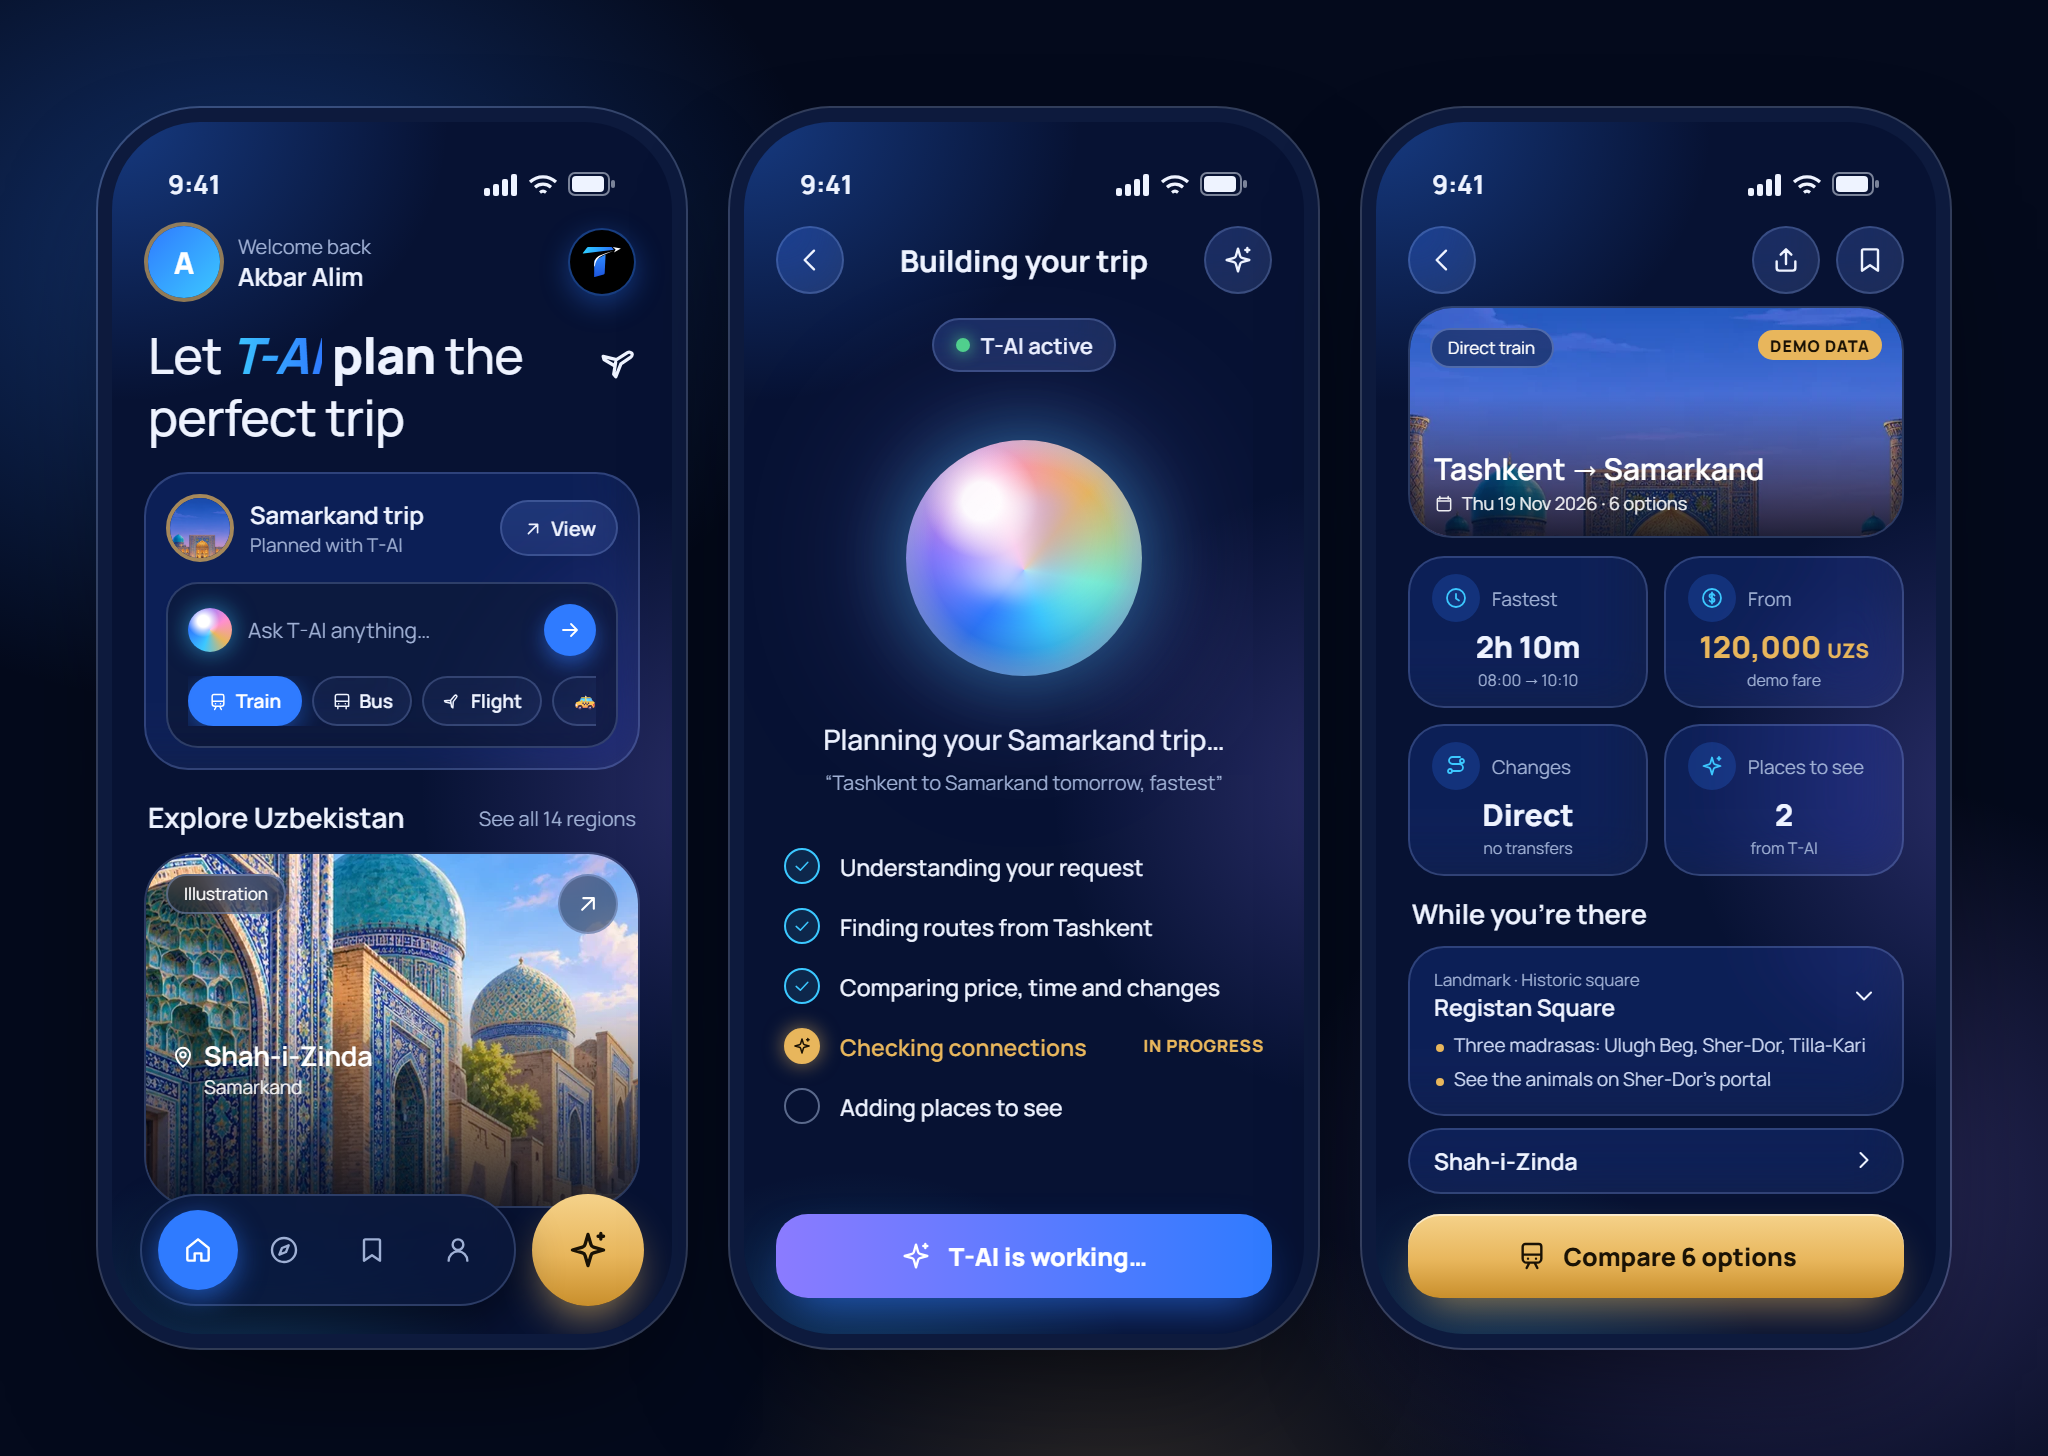 9:41
A
Welcome back
Akbar Alim
T
Let T-AI plan the
perfect trip
Samarkand trip
Planned with T-AI
View
Ask T-AI anything...
Train
Bus
Flight
Explore Uzbekistan
See all 14 regions
Illustration
Shah-i-Zinda
Samarkand
9:41
Building your trip
T-AI active
Planning your Samarkand trip...
“Tashkent to Samarkand tomorrow, fastest”
Understanding your request
Finding routes from Tashkent
Comparing price, time and changes
Checking connections
IN PROGRESS
Adding places to see
T-AI is working...
9:41
Direct train
DEMO DATA
Tashkent → Samarkand
Thu 19 Nov 2026 · 6 options
Fastest
2h 10m
08:00 → 10:10
From
120,000 UZS
demo fare
Changes
Direct
no transfers
Places to see
2
from T-AI
While you’re there
Landmark · Historic square
Registan Square
Three madrasas: Ulugh Beg, Sher-Dor, Tilla-Kari
See the animals on Sher-Dor’s portal
Shah-i-Zinda
Compare 6 options